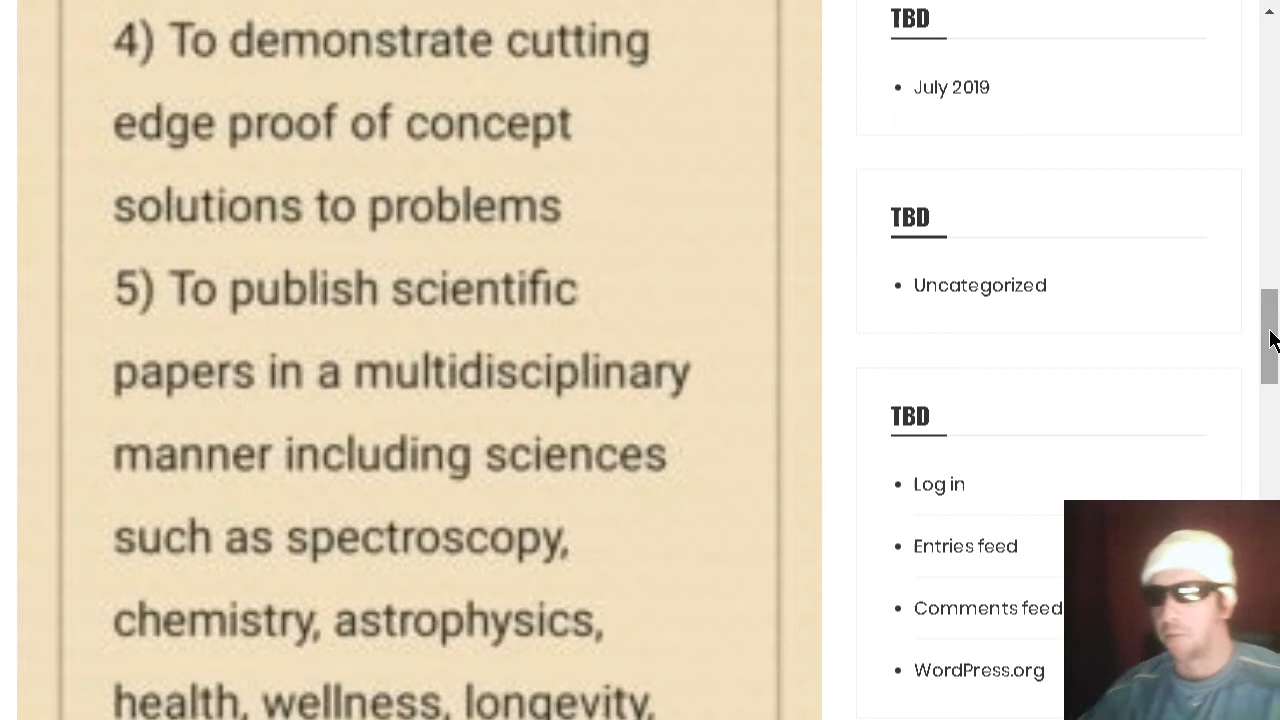 4) To demonstrate cutting
edge proof of concept
solutions to problems
5) To publish scientific
papers in a multidisciplinary
manner including sciences
such as spectroscopy,
chemistry, astrophysics,
health, wellness, longevity,
TBD
July 2019
TBD
Uncategorized
TBD
Log in
Entries feed
Comments feed
WordPress.org